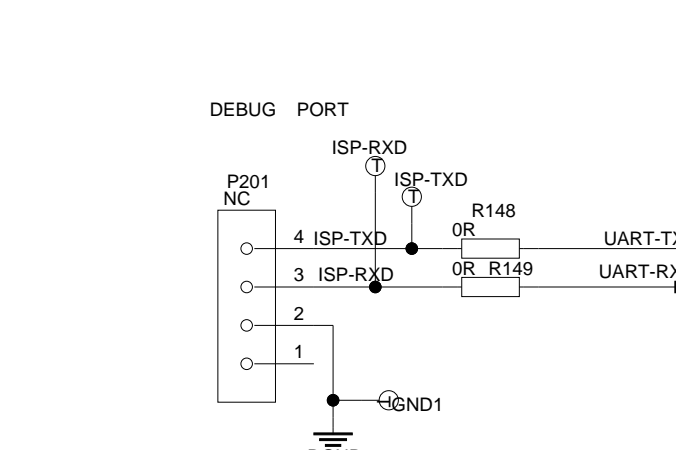 DEBUG PORT
ISP-RXD
T
ISP-TXD
T
P201
NC
R148
0R
4 ISP-TXD
UART-TX
0R R149
3 ISP-RXD
UART-RX
2
1
GND1